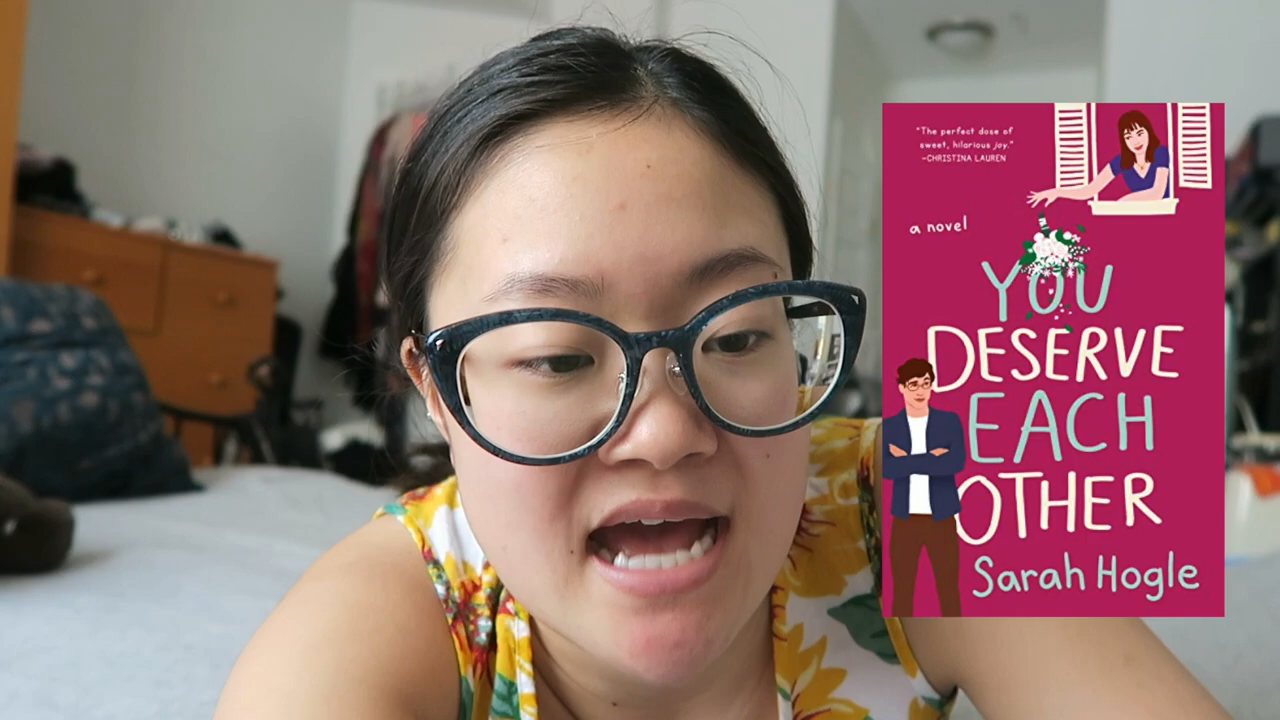 "The perfect dose of
sweet, hilarious joy."
–CHRISTINA LAUREN
a novel
YOU
DESERVE
EACH
OTHER
Sarah Hogle